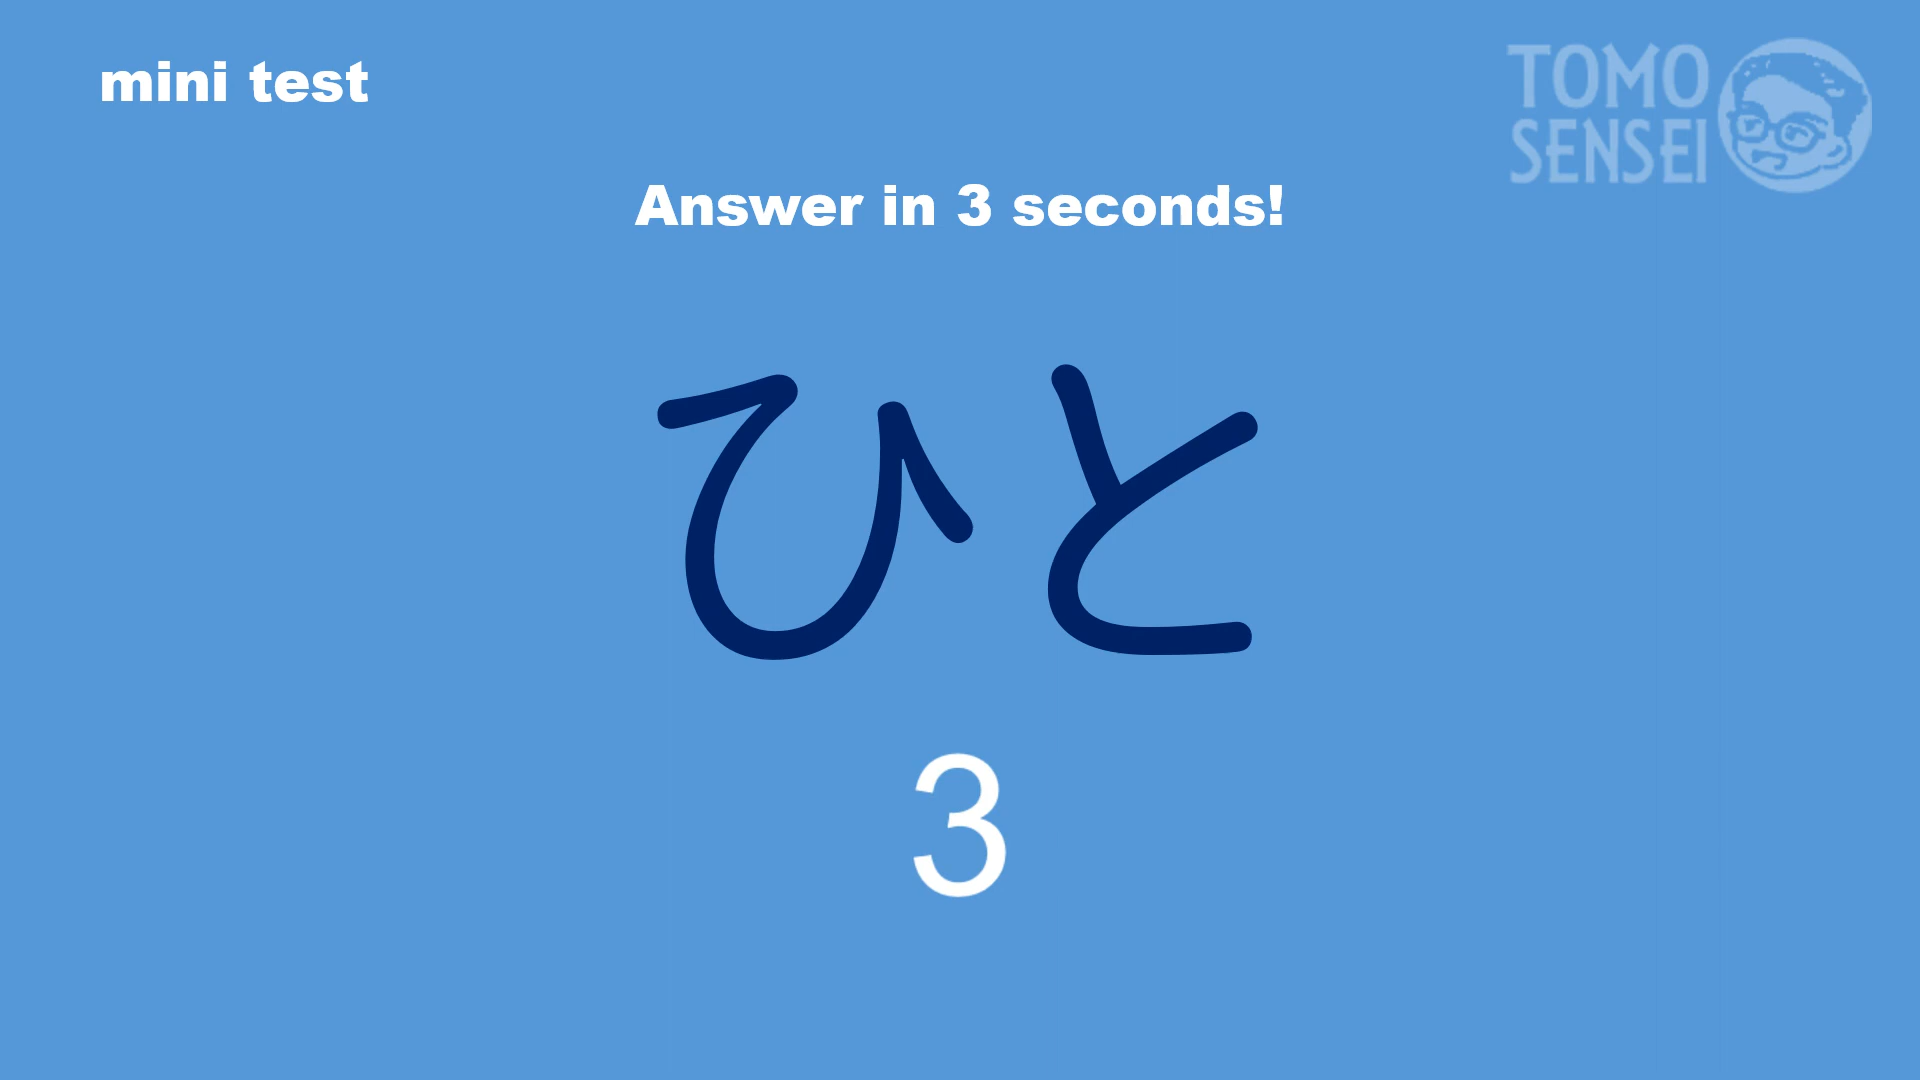 mini test
TOMO
SENSEI
Answer in 3 seconds!
ひと
3